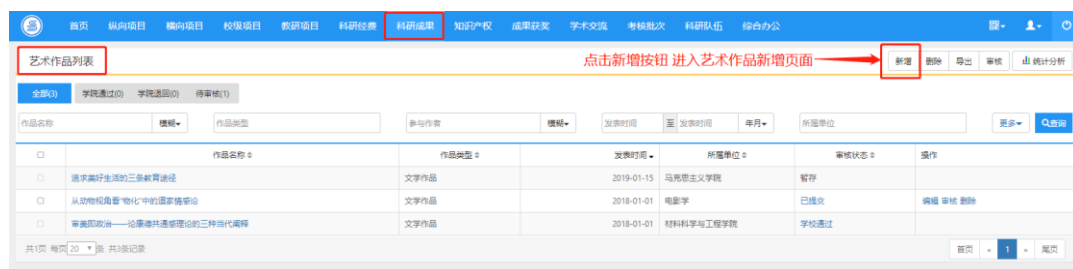 首页 纵向项目 横向项目 校级项目 教研项目 科研经费 科研成果 知识产权 成果获奖 学术交流 考核批次 科研队伍 综合办公
艺术作品列表 点击新增按钮 进入艺术作品新增页面 新增 删除 导出 审核 统计分析
全部(3) 学院通过(0) 学院退回(0) 待审核(1)
作品名称 模糊 作品类型 参与作者 模糊 发表时间 至 发表时间 年月 所属单位 更多 查询
作品名称 作品类型 发表时间 所属单位 审核状态 操作
追求美好生活的三条教育途径 文学作品 2019-01-15 马克思主义学院 暂存
从动物视角看“物化”中的道家情感论 文学作品 2018-01-01 电影学 已提交 编辑 审核 删除
审美即政治——论康德共通感理论的三种当代阐释 文学作品 2018-01-01 材料科学与工程学院 学校通过
共1页 每页 20 条 共3条记录 首页 « 1 » 尾页